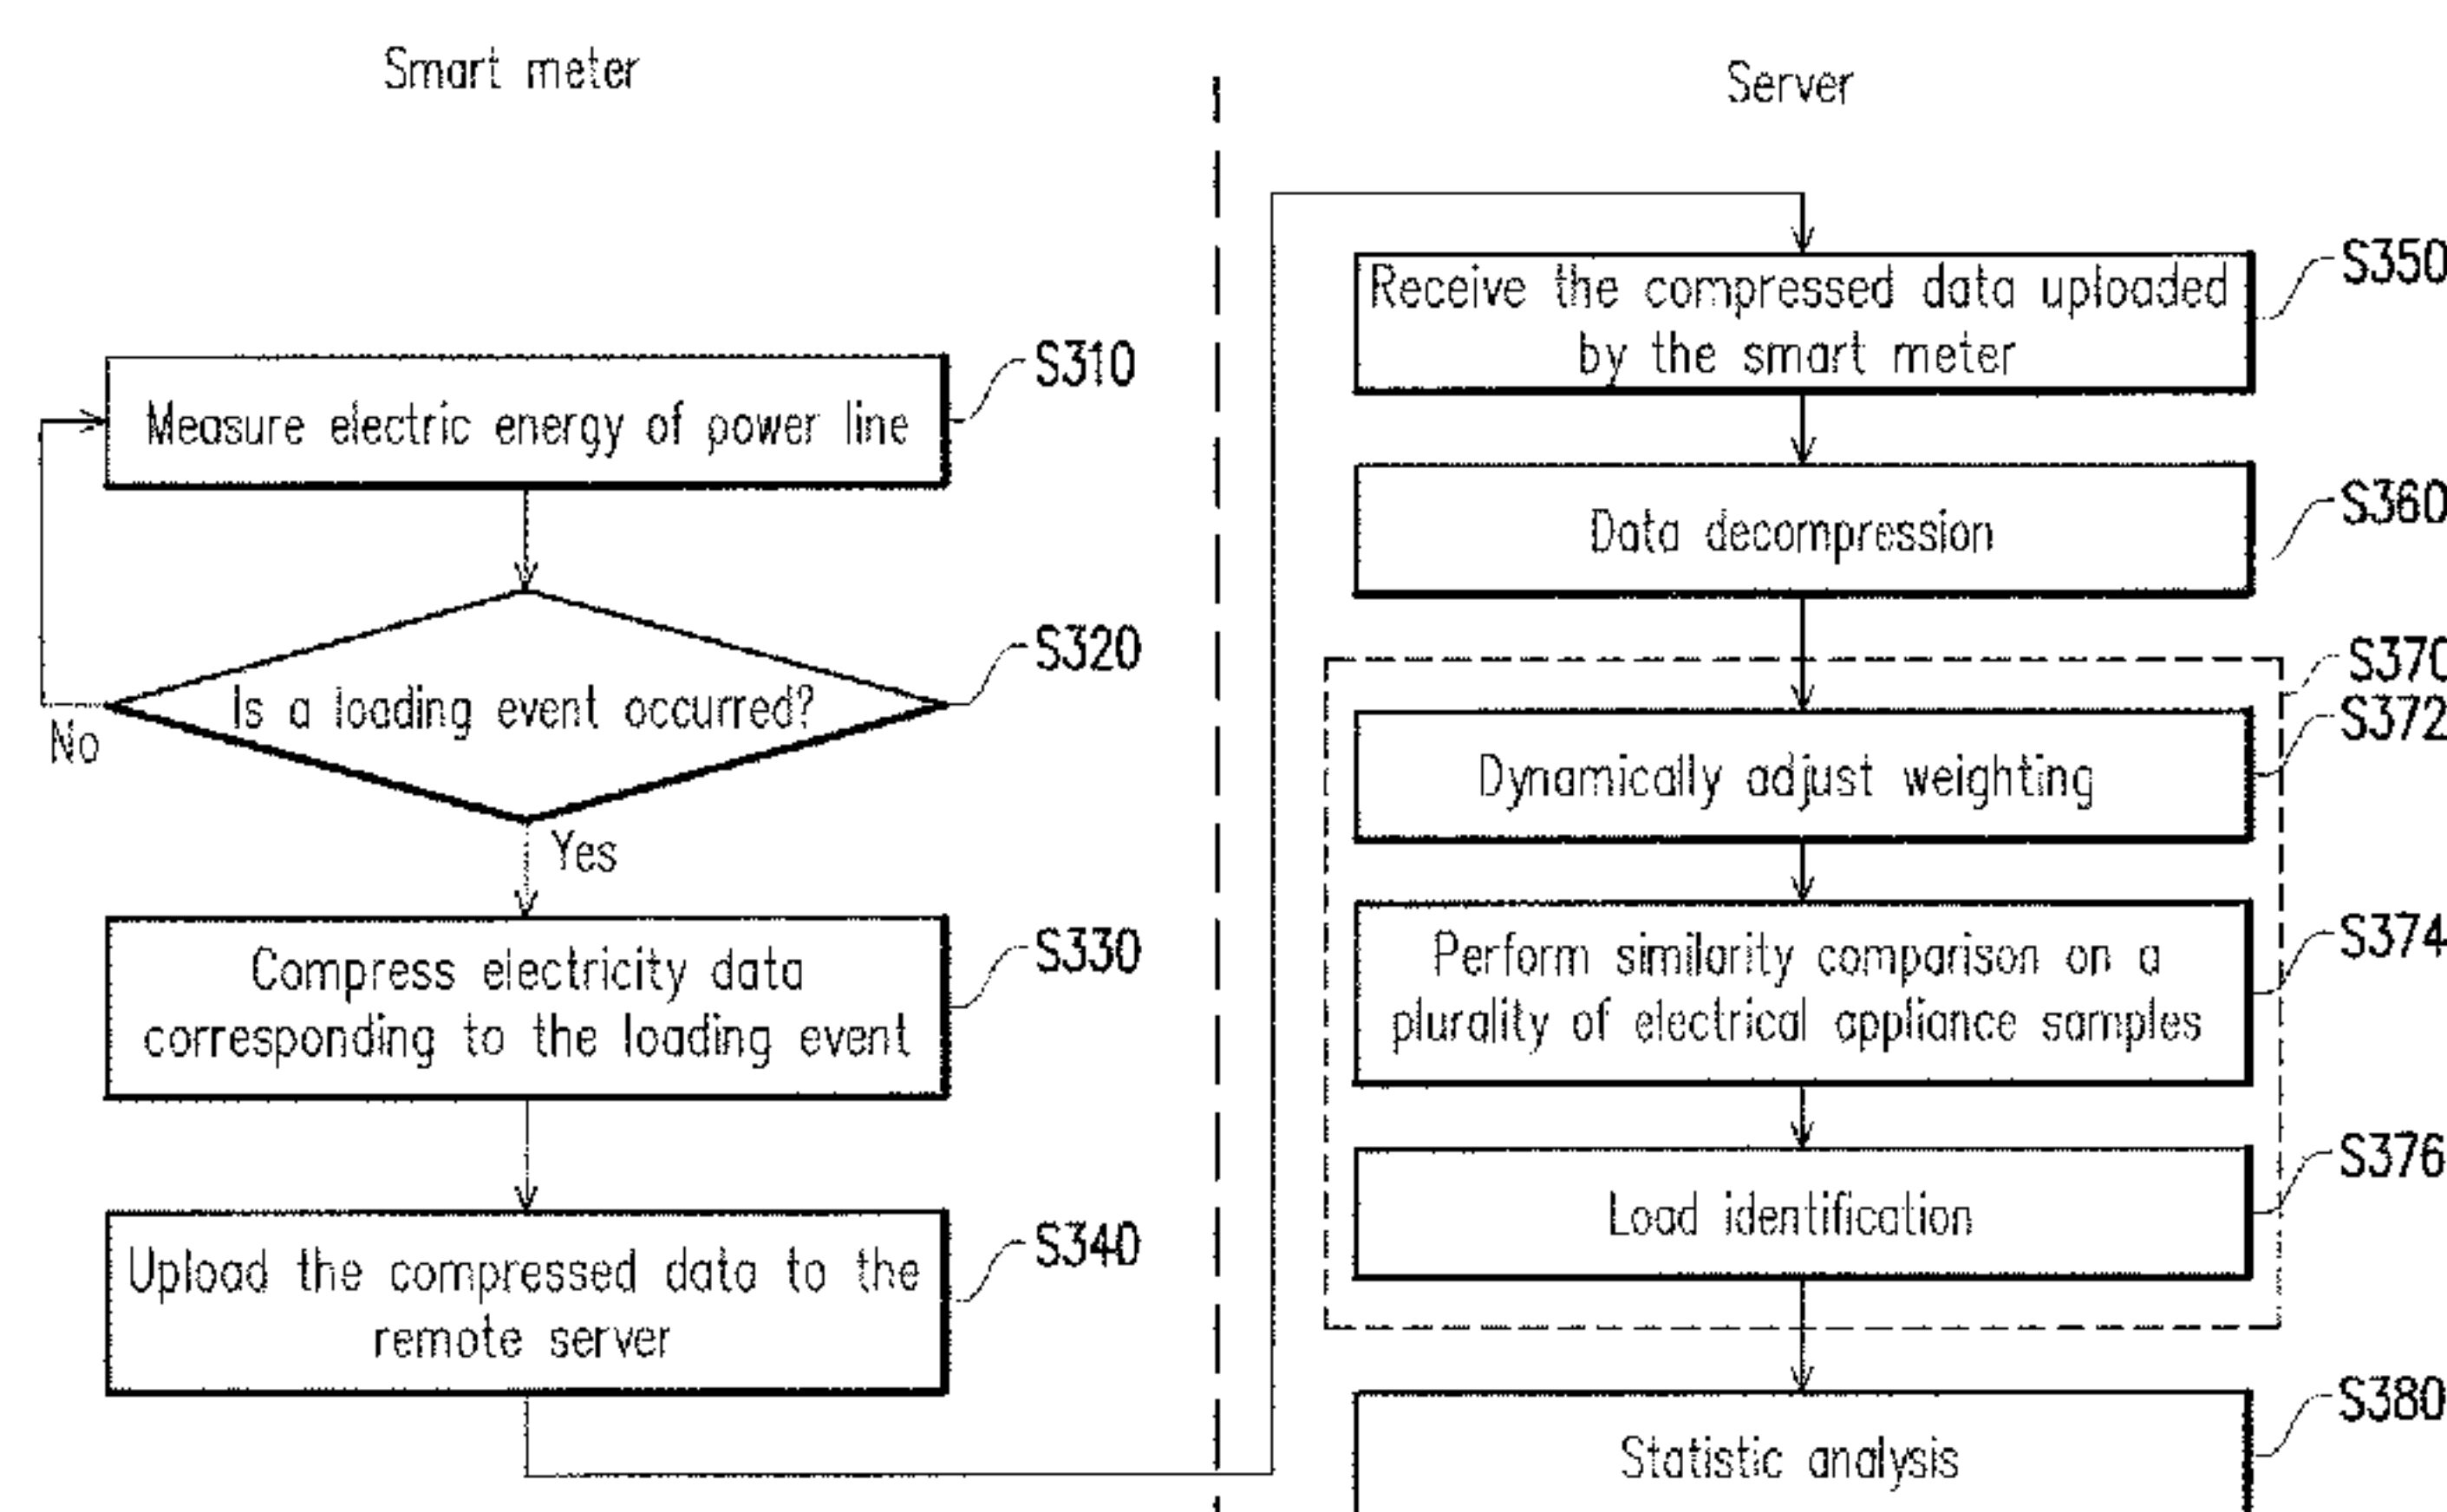 Smart meter
Measure electric energy of power line
S310
Is a loading event occurred?
S320
No
Yes
Compress electricity data
corresponding to the loading event
S330
Upload the compressed data to the
remote server
S340
Server
Receive the compressed data uploaded
by the smart meter
S350
Data decompression
S360
S370
Dynamically adjust weighting
S372
Perform similarity comparison on a
plurality of electrical appliance samples
S374
Load identification
S376
Statistic analysis
S380